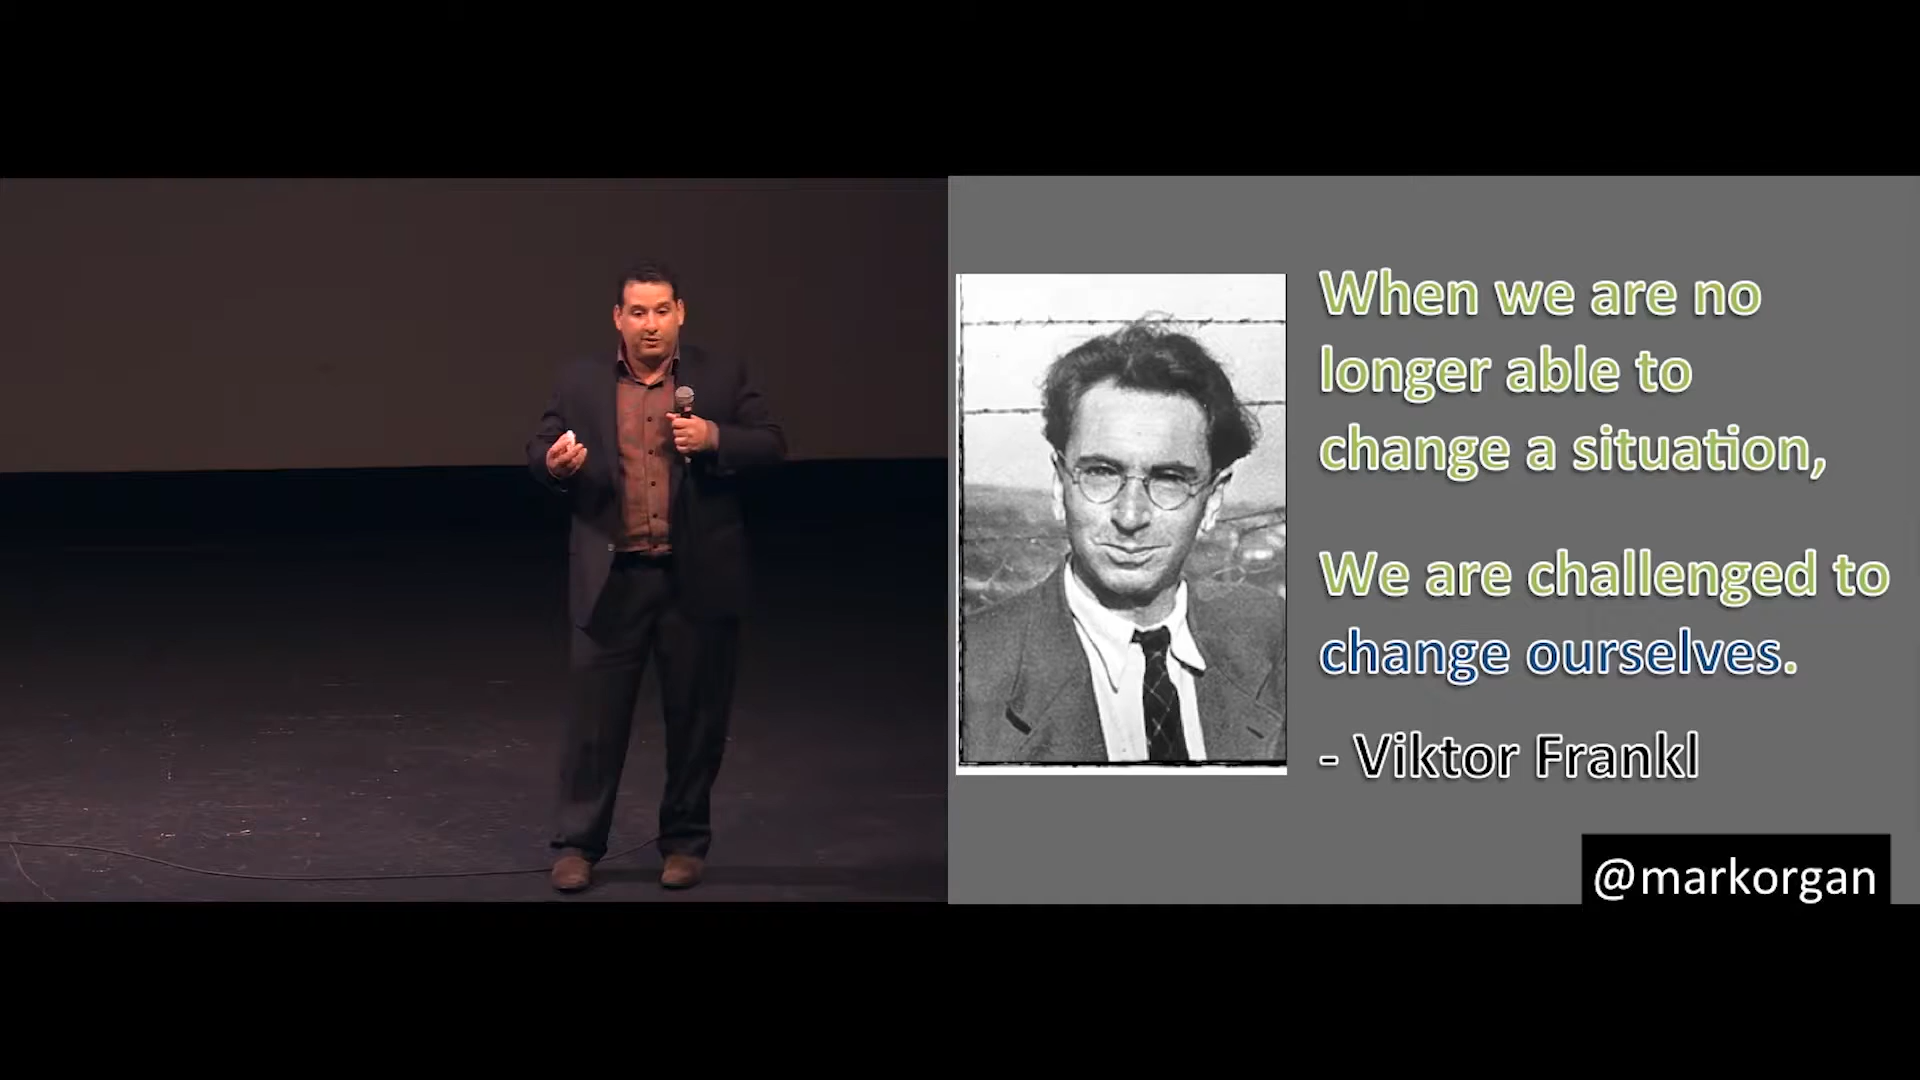 When we are no
longer able to
change a situation,
We are challenged to
change ourselves.
- Viktor Frankl
@markorgan